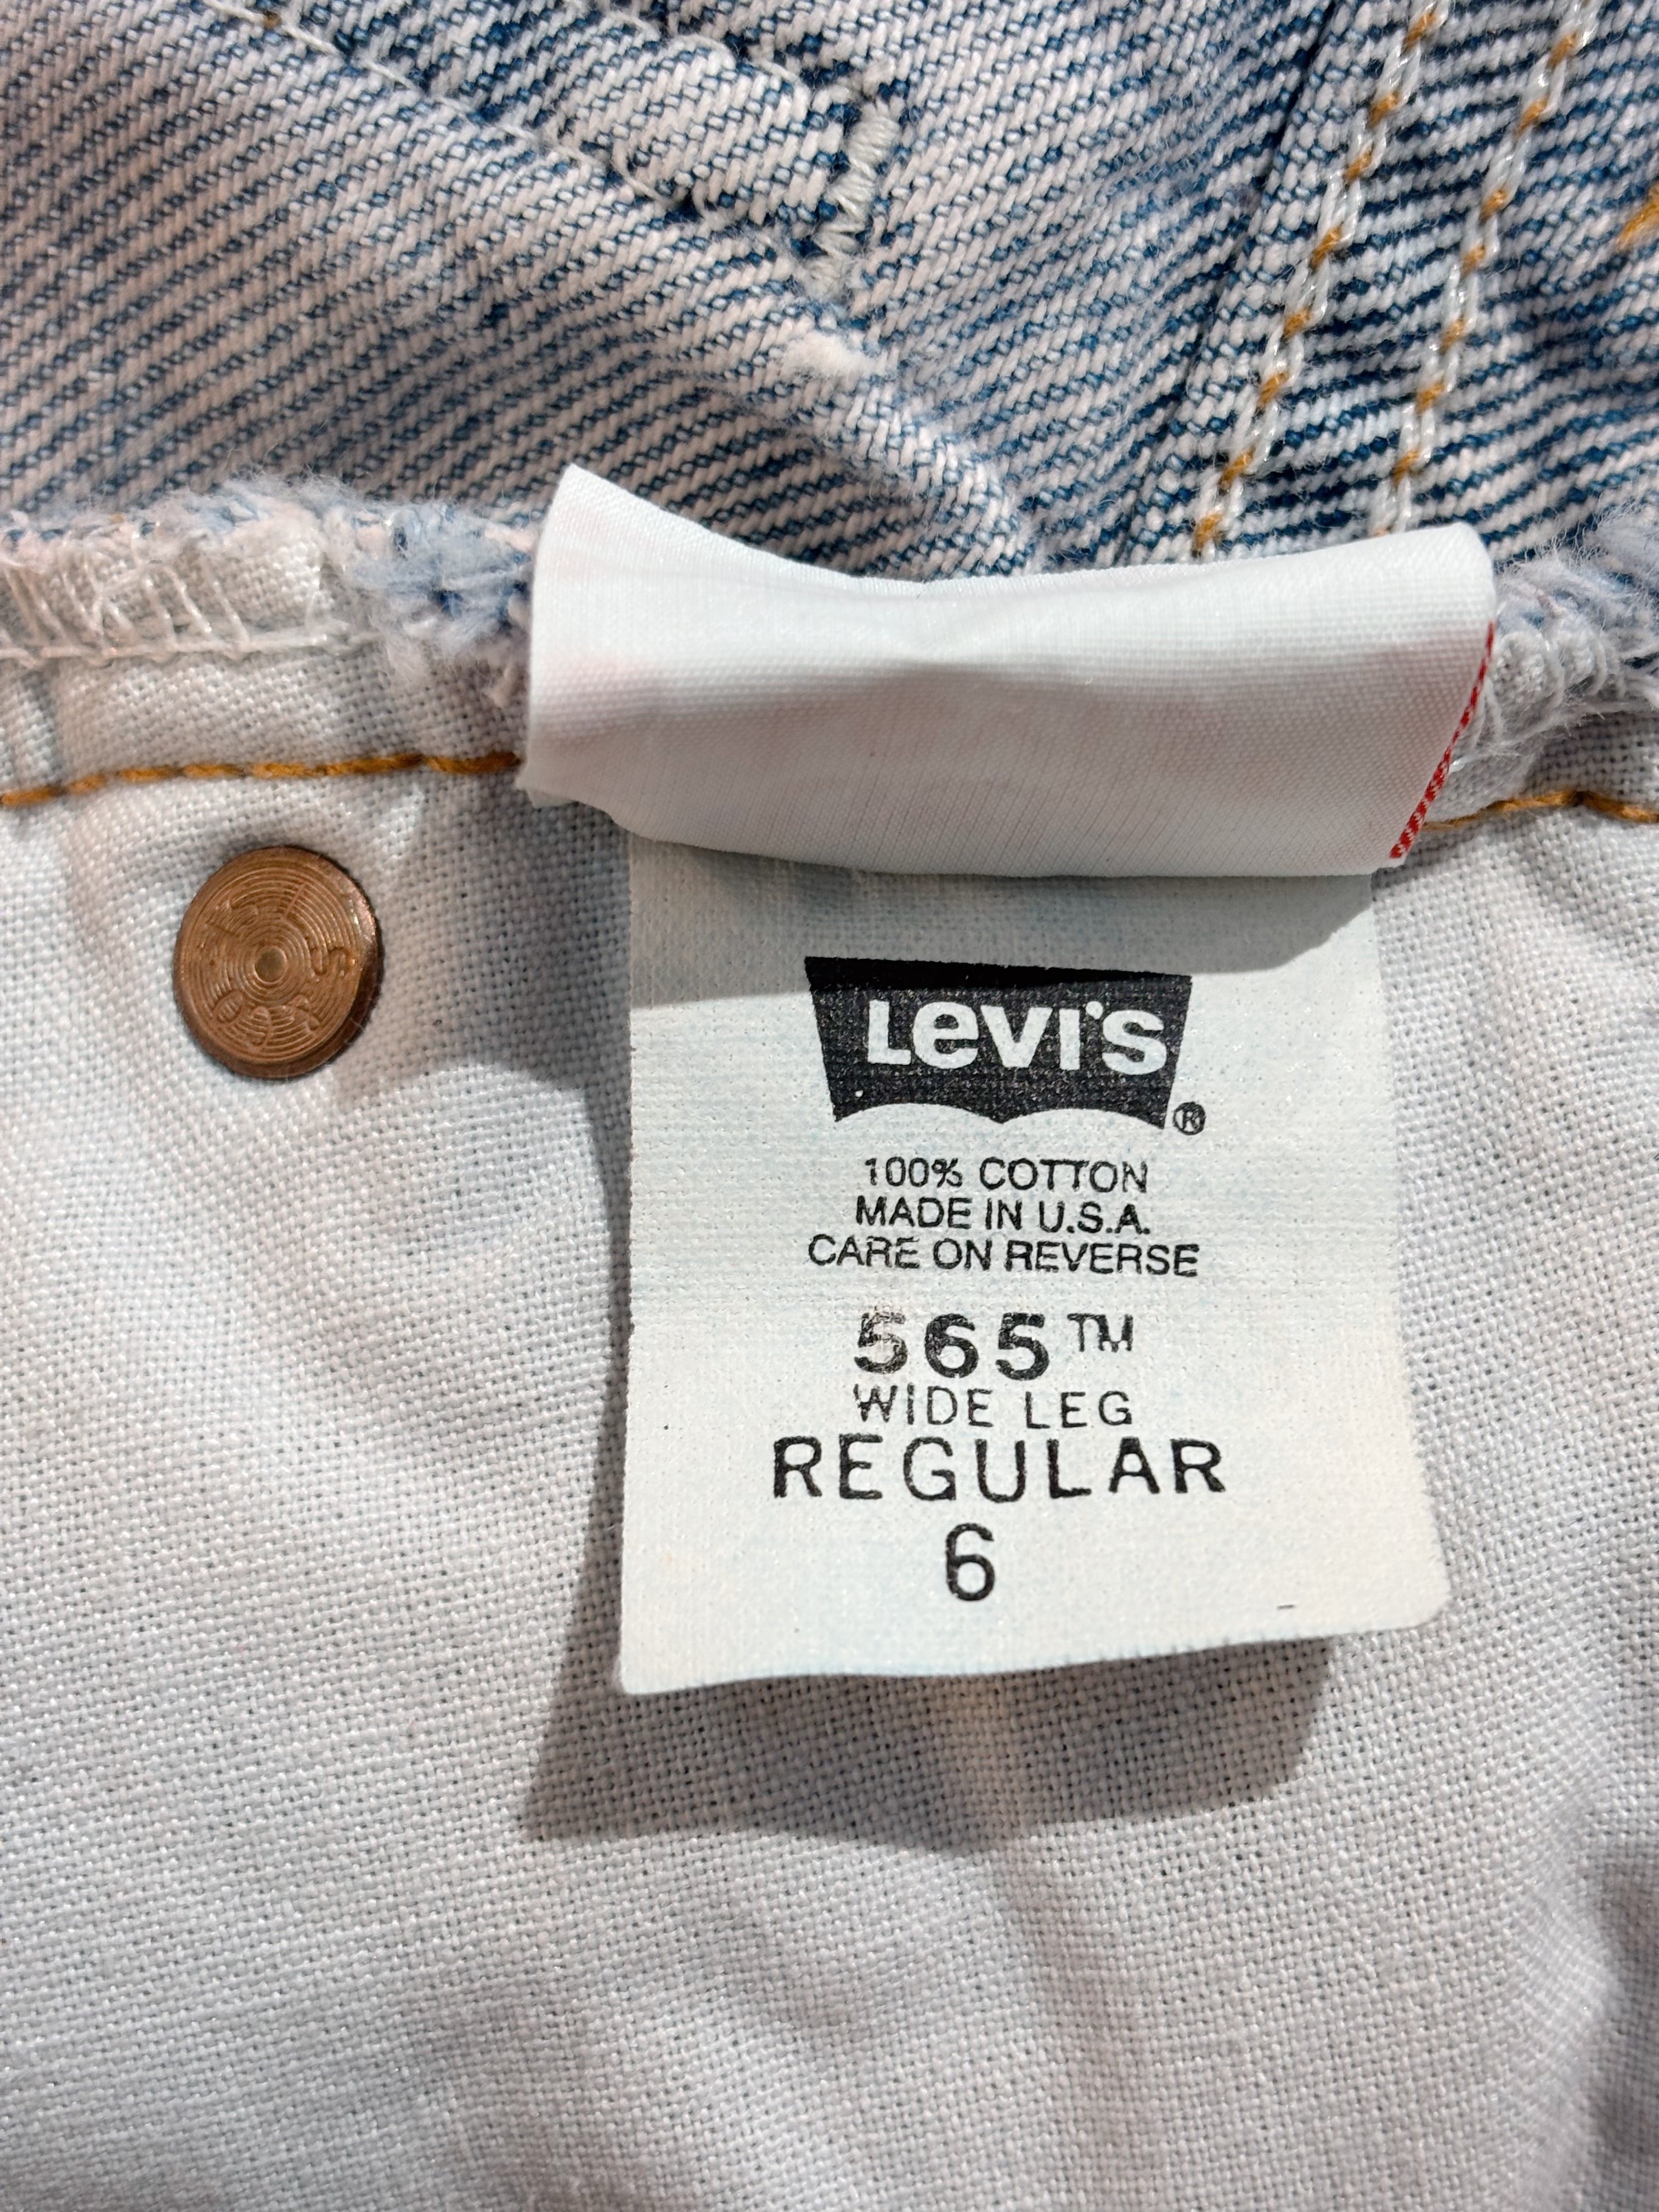 Levi's®
100% COTTON
MADE IN U.S.A.
CARE ON REVERSE
565™
WIDE LEG
REGULAR
6